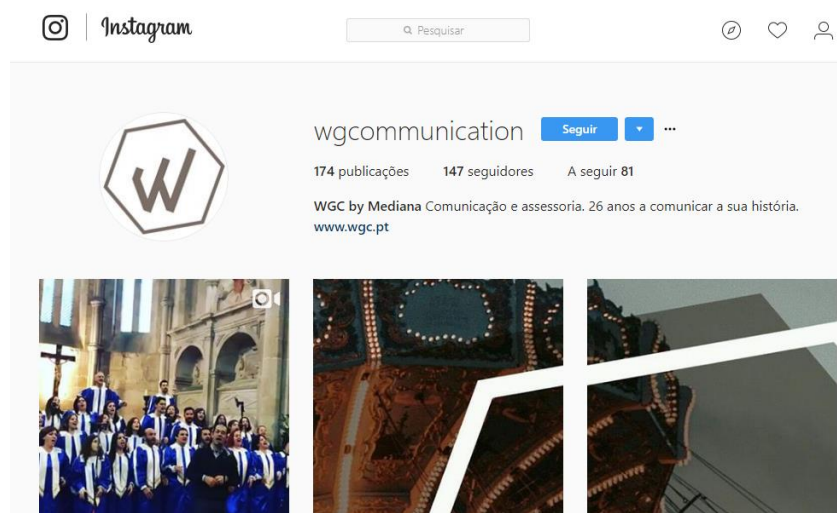 Instagram
Pesquisar
wgcommunication Seguir
174 publicações 147 seguidores A seguir 81
WGC by Mediana Comunicação e assessoria. 26 anos a comunicar a sua história.
www.wgc.pt